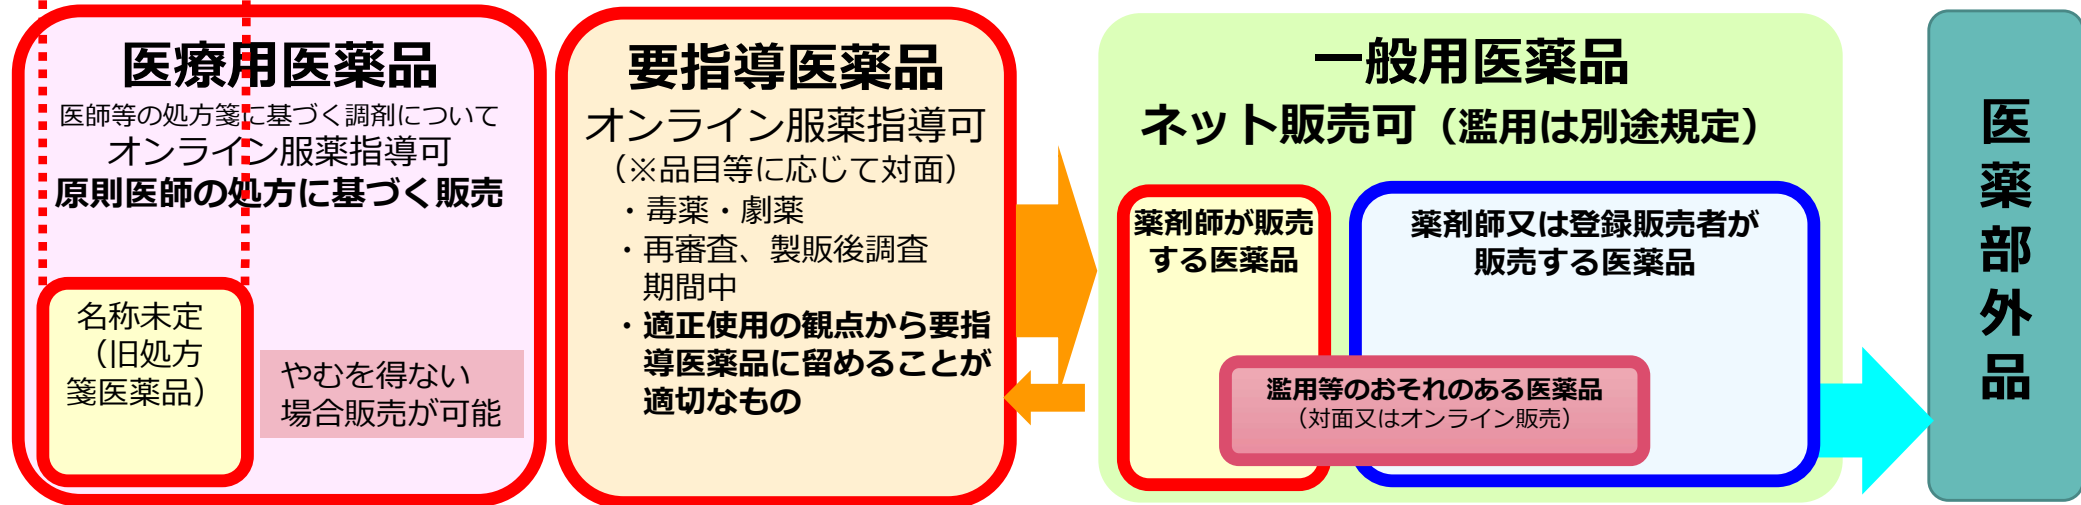 医療用医薬品
医師等の処方箋に基づく調剤について
オンライン服薬指導可
原則医師の処方に基づく販売
名称未定
（旧処方
箋医薬品）
やむを得ない
場合販売が可能
要指導医薬品
オンライン服薬指導可
（※品目等に応じて対面）
・毒薬・劇薬
・再審査、製販後調査
期間中
・適正使用の観点から要指
導医薬品に留めることが
適切なもの
一般用医薬品
ネット販売可（濫用は別途規定）
薬剤師が販売
する医薬品
薬剤師又は登録販売者が
販売する医薬品
濫用等のおそれのある医薬品
（対面又はオンライン販売）
医薬部外品